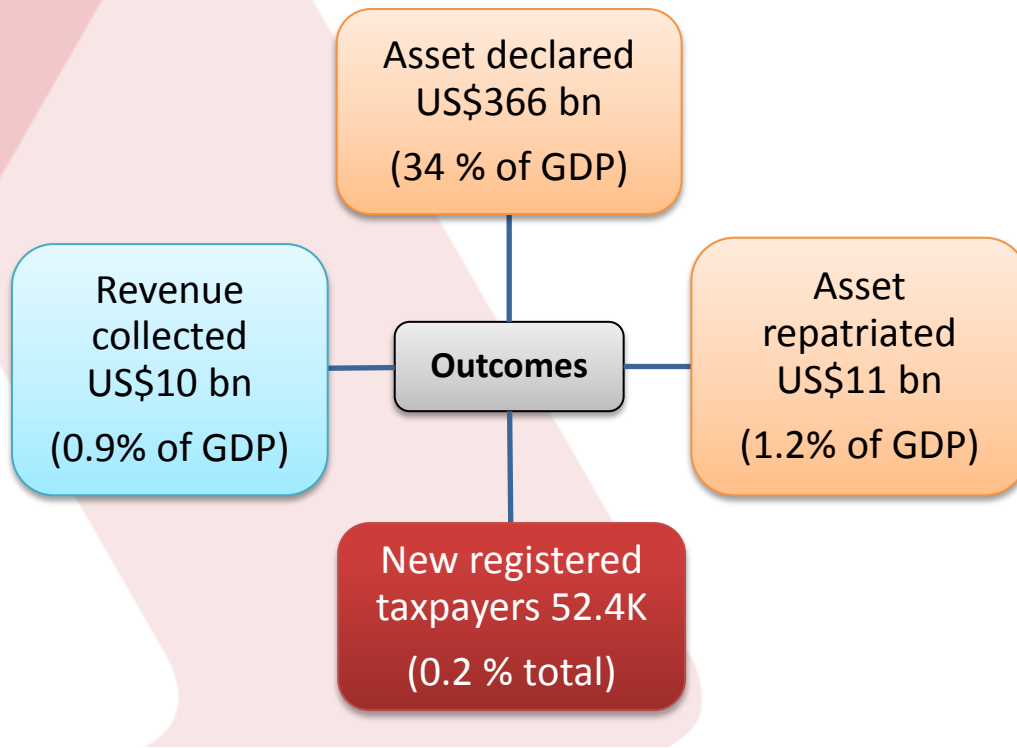 Asset declared
US$366 bn
(34 % of GDP)
Revenue
collected
US$10 bn
(0.9% of GDP)
Outcomes
Asset
repatriated
US$11 bn
(1.2% of GDP)
New registered
taxpayers 52.4K
(0.2 % total)